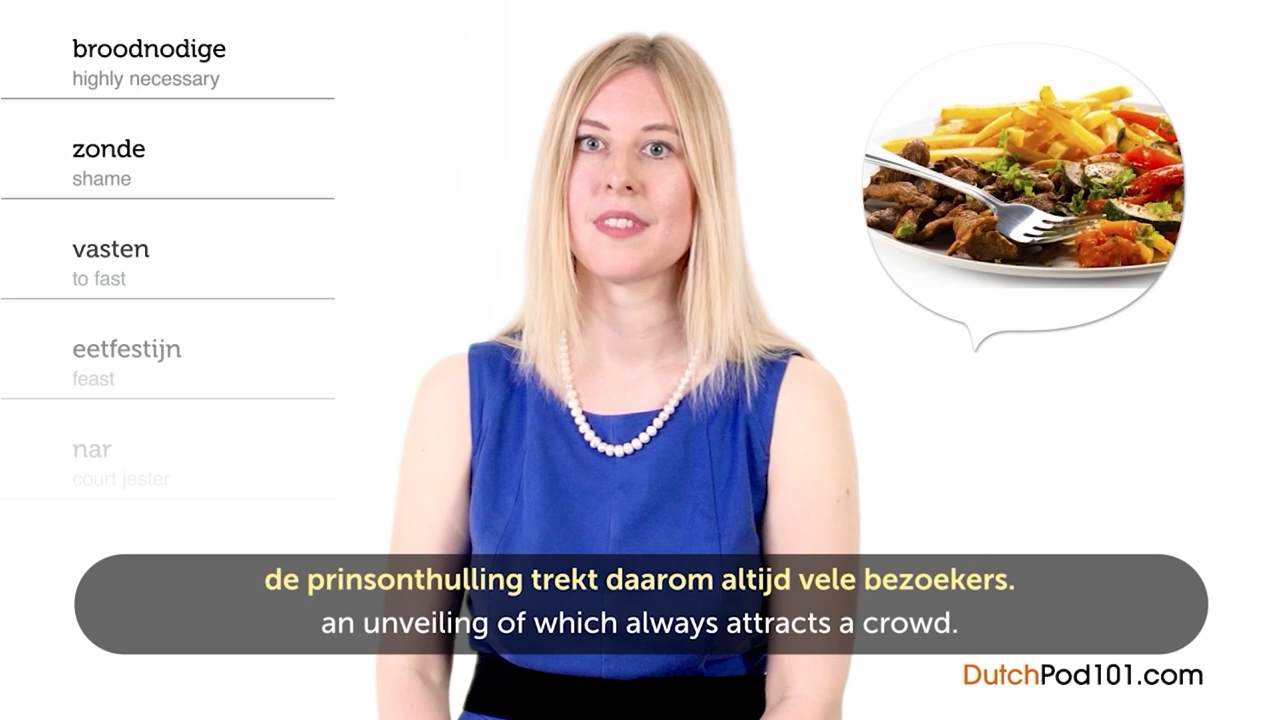 broodnodige
highly necessary
zonde
shame
vasten
to fast
eetfestijn
feast
nar
court jester
de prinsonthulling trekt daarom altijd vele bezoekers.
an unveiling of which always attracts a crowd.
DutchPod101.com